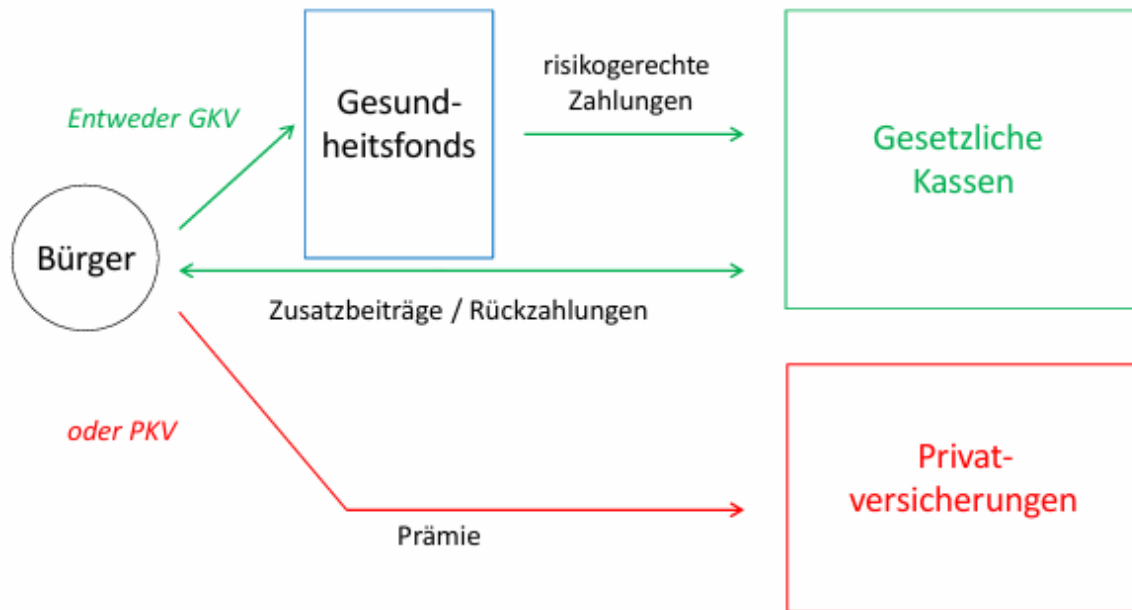 Entweder GKV
Gesund-
heitsfonds
risikogerechte
Zahlungen
Gesetzliche
Kassen
Bürger
Zusatzbeiträge / Rückzahlungen
oder PKV
Prämie
Privat-
versicherungen